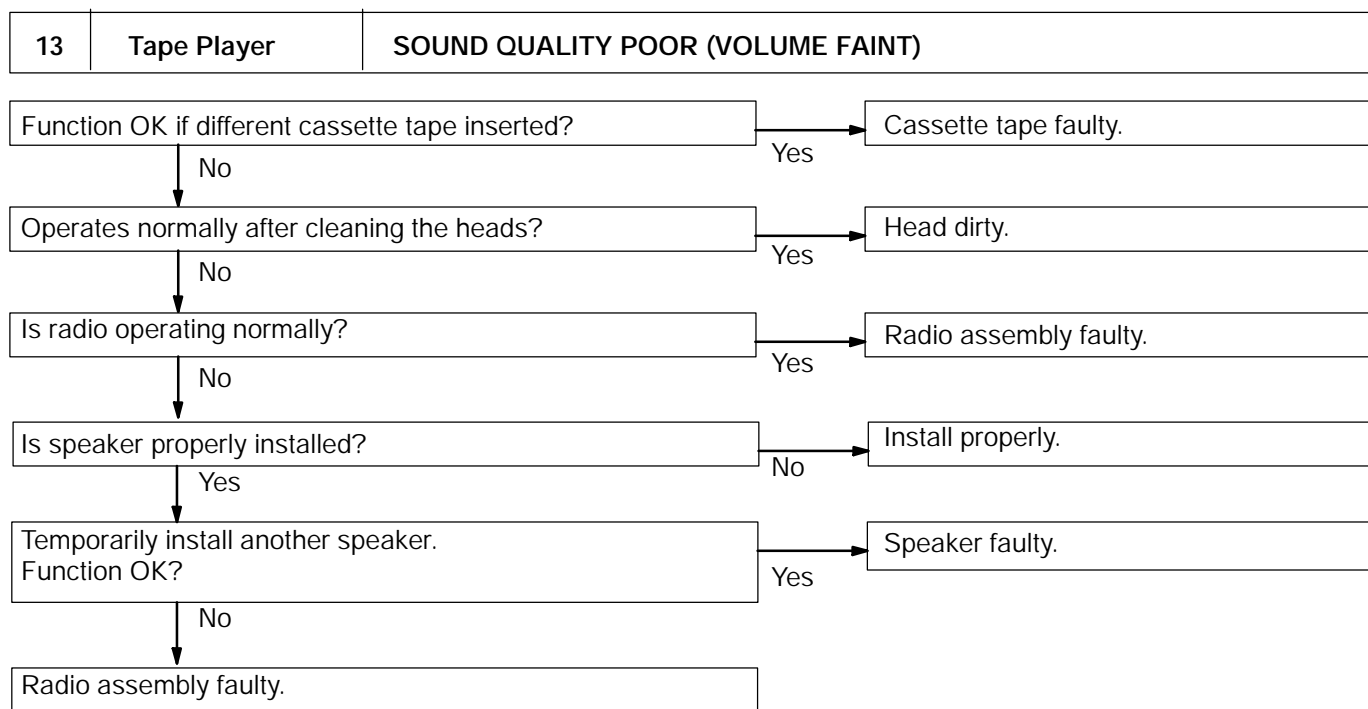 13 Tape Player SOUND QUALITY POOR (VOLUME FAINT)
Function OK if different cassette tape inserted?
Yes
Cassette tape faulty.
No
Operates normally after cleaning the heads?
Yes
Head dirty.
No
Is radio operating normally?
Yes
Radio assembly faulty.
No
Is speaker properly installed?
No
Install properly.
Yes
Temporarily install another speaker.
Function OK?
Yes
Speaker faulty.
No
Radio assembly faulty.